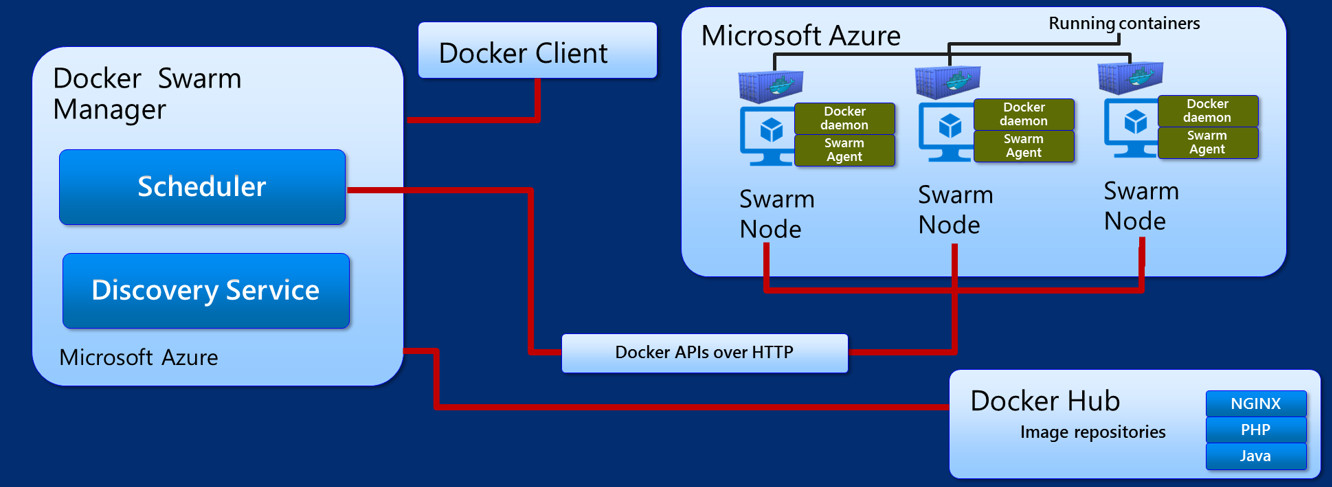 Docker Swarm
Manager
Scheduler
Discovery Service
Microsoft Azure
Docker Client
Microsoft Azure
Running containers
Docker
daemon
Swarm
Agent
Swarm
Node
Docker
daemon
Swarm
Agent
Swarm
Node
Docker
daemon
Swarm
Agent
Swarm
Node
Docker APIs over HTTP
Docker Hub
Image repositories
NGINX
PHP
Java